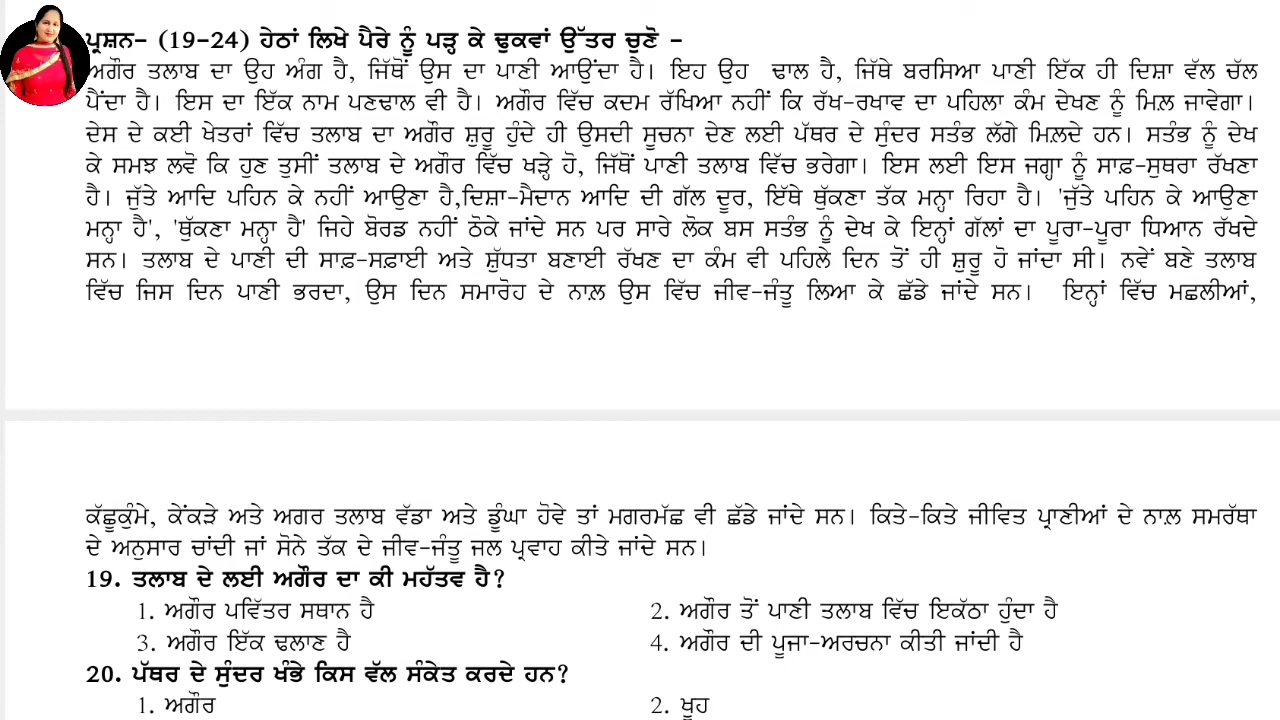 ਪ੍ਰਸ਼ਨ- (19-24) ਹੇਠਾਂ ਲਿਖੇ ਪੈਰੇ ਨੂੰ ਪੜ੍ਹ ਕੇ ਢੁਕਵਾਂ ਉੱਤਰ ਚੁਣੋ -
ਅਗੌਰ ਤਲਾਬ ਦਾ ਉਹ ਅੰਗ ਹੈ, ਜਿੱਥੋਂ ਉਸ ਦਾ ਪਾਣੀ ਆਉਂਦਾ ਹੈ। ਇਹ ਉਹ ਢਾਲ ਹੈ, ਜਿੱਥੇ ਬਰਸਿਆ ਪਾਣੀ ਇੱਕ ਹੀ ਦਿਸ਼ਾ ਵੱਲ ਚੱਲ
ਪੈਂਦਾ ਹੈ। ਇਸ ਦਾ ਇੱਕ ਨਾਮ ਪਣਢਾਲ ਵੀ ਹੈ। ਅਗੌਰ ਵਿੱਚ ਕਦਮ ਰੱਖਿਆ ਨਹੀਂ ਕਿ ਰੱਖ-ਰਖਾਵ ਦਾ ਪਹਿਲਾ ਕੰਮ ਦੇਖਣ ਨੂੰ ਮਿਲ਼ ਜਾਵੇਗਾ।
ਦੇਸ ਦੇ ਕਈ ਖੇਤਰਾਂ ਵਿੱਚ ਤਲਾਬ ਦਾ ਅਗੌਰ ਸ਼ੁਰੂ ਹੁੰਦੇ ਹੀ ਉਸਦੀ ਸੂਚਨਾ ਦੇਣ ਲਈ ਪੱਥਰ ਦੇ ਸੁੰਦਰ ਸਤੰਭ ਲੱਗੇ ਮਿਲ਼ਦੇ ਹਨ। ਸਤੰਭ ਨੂੰ ਦੇਖ
ਕੇ ਸਮਝ ਲਵੋ ਕਿ ਹੁਣ ਤੁਸੀਂ ਤਲਾਬ ਦੇ ਅਗੌਰ ਵਿੱਚ ਖੜ੍ਹੇ ਹੋ, ਜਿੱਥੋਂ ਪਾਣੀ ਤਲਾਬ ਵਿੱਚ ਭਰੇਗਾ। ਇਸ ਲਈ ਇਸ ਜਗ੍ਹਾ ਨੂੰ ਸਾਫ਼-ਸੁਥਰਾ ਰੱਖਣਾ
ਹੈ। ਜੁੱਤੇ ਆਦਿ ਪਹਿਨ ਕੇ ਨਹੀਂ ਆਉਣਾ ਹੈ,ਦਿਸ਼ਾ-ਮੈਦਾਨ ਆਦਿ ਦੀ ਗੱਲ ਦੂਰ, ਇੱਥੇ ਥੁੱਕਣਾ ਤੱਕ ਮਨ੍ਹਾ ਰਿਹਾ ਹੈ। 'ਜੁੱਤੇ ਪਹਿਨ ਕੇ ਆਉਣਾ
ਮਨ੍ਹਾ ਹੈ', 'ਥੁੱਕਣਾ ਮਨ੍ਹਾ ਹੈ' ਜਿਹੇ ਬੋਰਡ ਨਹੀਂ ਠੋਕੇ ਜਾਂਦੇ ਸਨ ਪਰ ਸਾਰੇ ਲੋਕ ਬਸ ਸਤੰਭ ਨੂੰ ਦੇਖ ਕੇ ਇਨ੍ਹਾਂ ਗੱਲਾਂ ਦਾ ਪੂਰਾ-ਪੂਰਾ ਧਿਆਨ ਰੱਖਦੇ
ਸਨ। ਤਲਾਬ ਦੇ ਪਾਣੀ ਦੀ ਸਾਫ਼-ਸਫ਼ਾਈ ਅਤੇ ਸ਼ੁੱਧਤਾ ਬਣਾਈ ਰੱਖਣ ਦਾ ਕੰਮ ਵੀ ਪਹਿਲੇ ਦਿਨ ਤੋਂ ਹੀ ਸ਼ੁਰੂ ਹੋ ਜਾਂਦਾ ਸੀ। ਨਵੇਂ ਬਣੇ ਤਲਾਬ
ਵਿੱਚ ਜਿਸ ਦਿਨ ਪਾਣੀ ਭਰਦਾ, ਉਸ ਦਿਨ ਸਮਾਰੋਹ ਦੇ ਨਾਲ਼ ਉਸ ਵਿੱਚ ਜੀਵ-ਜੰਤੂ ਲਿਆ ਕੇ ਛੱਡੇ ਜਾਂਦੇ ਸਨ। ਇਨ੍ਹਾਂ ਵਿੱਚ ਮਛਲੀਆਂ,
ਕੱਛੂਕੁੰਮੇ, ਕੇਂਕੜੇ ਅਤੇ ਅਗਰ ਤਲਾਬ ਵੱਡਾ ਅਤੇ ਡੂੰਘਾ ਹੋਵੇ ਤਾਂ ਮਗਰਮੱਛ ਵੀ ਛੱਡੇ ਜਾਂਦੇ ਸਨ। ਕਿਤੇ-ਕਿਤੇ ਜੀਵਿਤ ਪ੍ਰਾਣੀਆਂ ਦੇ ਨਾਲ਼ ਸਮਰੱਥਾ
ਦੇ ਅਨੁਸਾਰ ਚਾਂਦੀ ਜਾਂ ਸੋਨੇ ਤੱਕ ਦੇ ਜੀਵ-ਜੰਤੂ ਜਲ ਪ੍ਰਵਾਹ ਕੀਤੇ ਜਾਂਦੇ ਸਨ।
19. ਤਲਾਬ ਦੇ ਲਈ ਅਗੌਰ ਦਾ ਕੀ ਮਹੱਤਵ ਹੈ?
1. ਅਗੌਰ ਪਵਿੱਤਰ ਸਥਾਨ ਹੈ 2. ਅਗੌਰ ਤੋਂ ਪਾਣੀ ਤਲਾਬ ਵਿੱਚ ਇਕੱਠਾ ਹੁੰਦਾ ਹੈ
3. ਅਗੌਰ ਇੱਕ ਢਲਾਣ ਹੈ 4. ਅਗੌਰ ਦੀ ਪੂਜਾ-ਅਰਚਨਾ ਕੀਤੀ ਜਾਂਦੀ ਹੈ
20. ਪੱਥਰ ਦੇ ਸੁੰਦਰ ਖੰਭੇ ਕਿਸ ਵੱਲ ਸੰਕੇਤ ਕਰਦੇ ਹਨ?
1. ਅਗੌਰ 2. ਖੂਹ